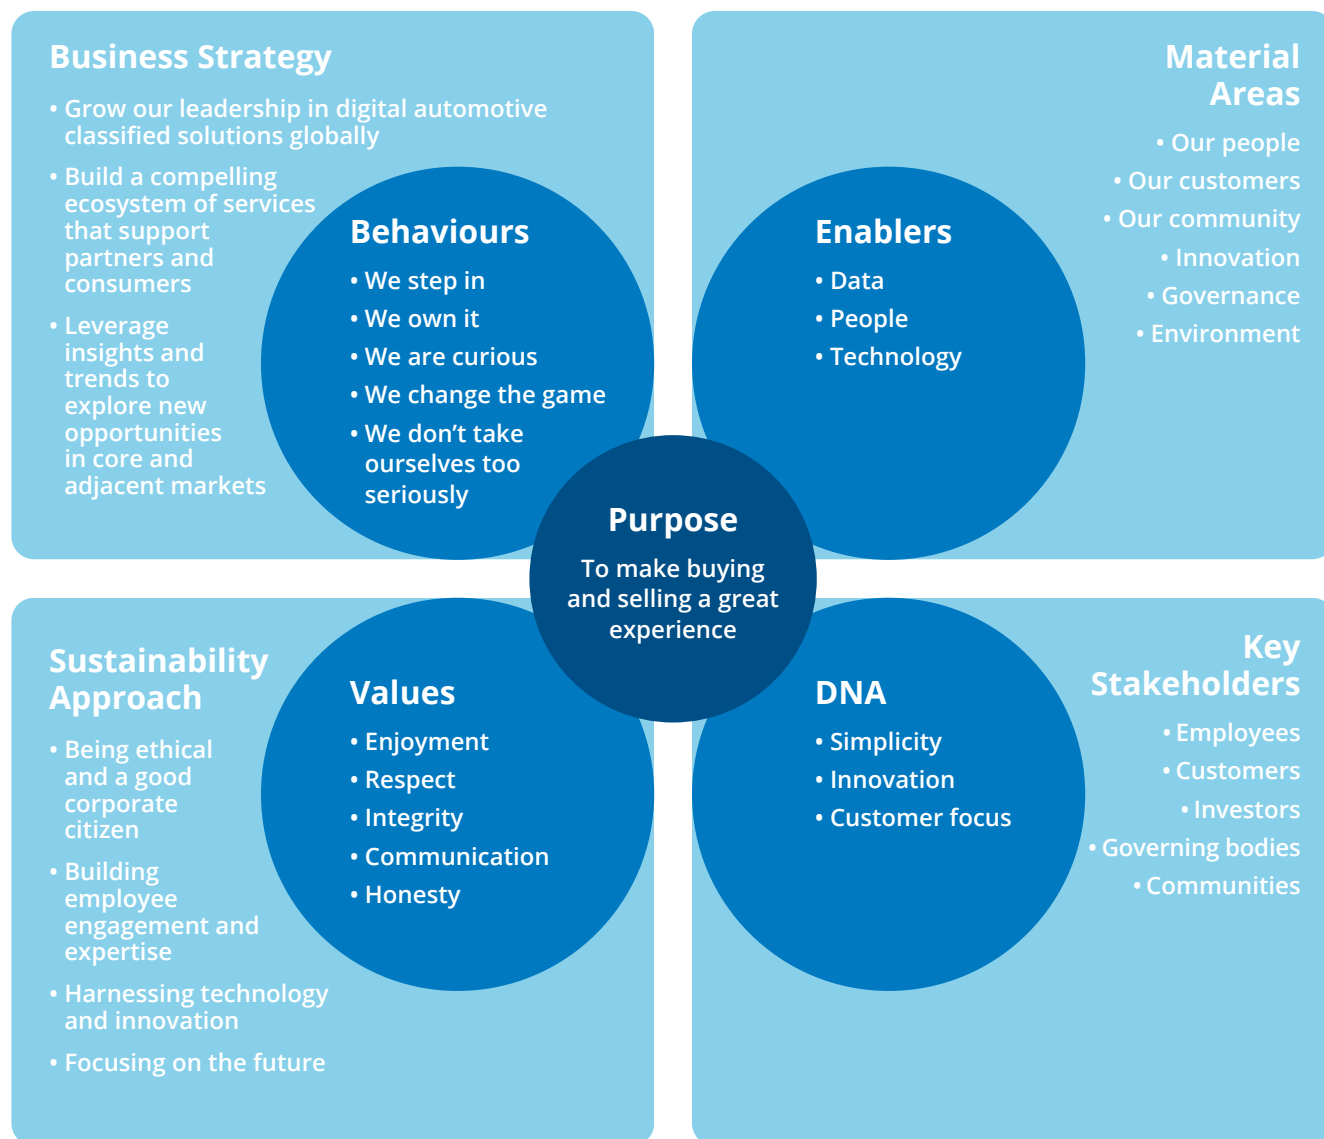 Business Strategy
• Grow our leadership in digital automotive
classified solutions globally
• Build a compelling
ecosystem of services
that support
partners and
consumers
• Leverage
insights and
trends to
explore new
opportunities
in core and
adjacent markets
Behaviours
• We step in
• We own it
• We are curious
• We change the game
• We don’t take
ourselves too
seriously
Enablers
• Data
• People
• Technology
Material
Areas
• Our people
• Our customers
• Our community
• Innovation
• Governance
• Environment
Purpose
To make buying
and selling a great
experience
Sustainability
Approach
• Being ethical
and a good
corporate
citizen
• Building
employee
engagement and
expertise
• Harnessing technology
and innovation
• Focusing on the future
Values
• Enjoyment
• Respect
• Integrity
• Communication
• Honesty
DNA
• Simplicity
• Innovation
• Customer focus
Key
Stakeholders
• Employees
• Customers
• Investors
• Governing bodies
• Communities